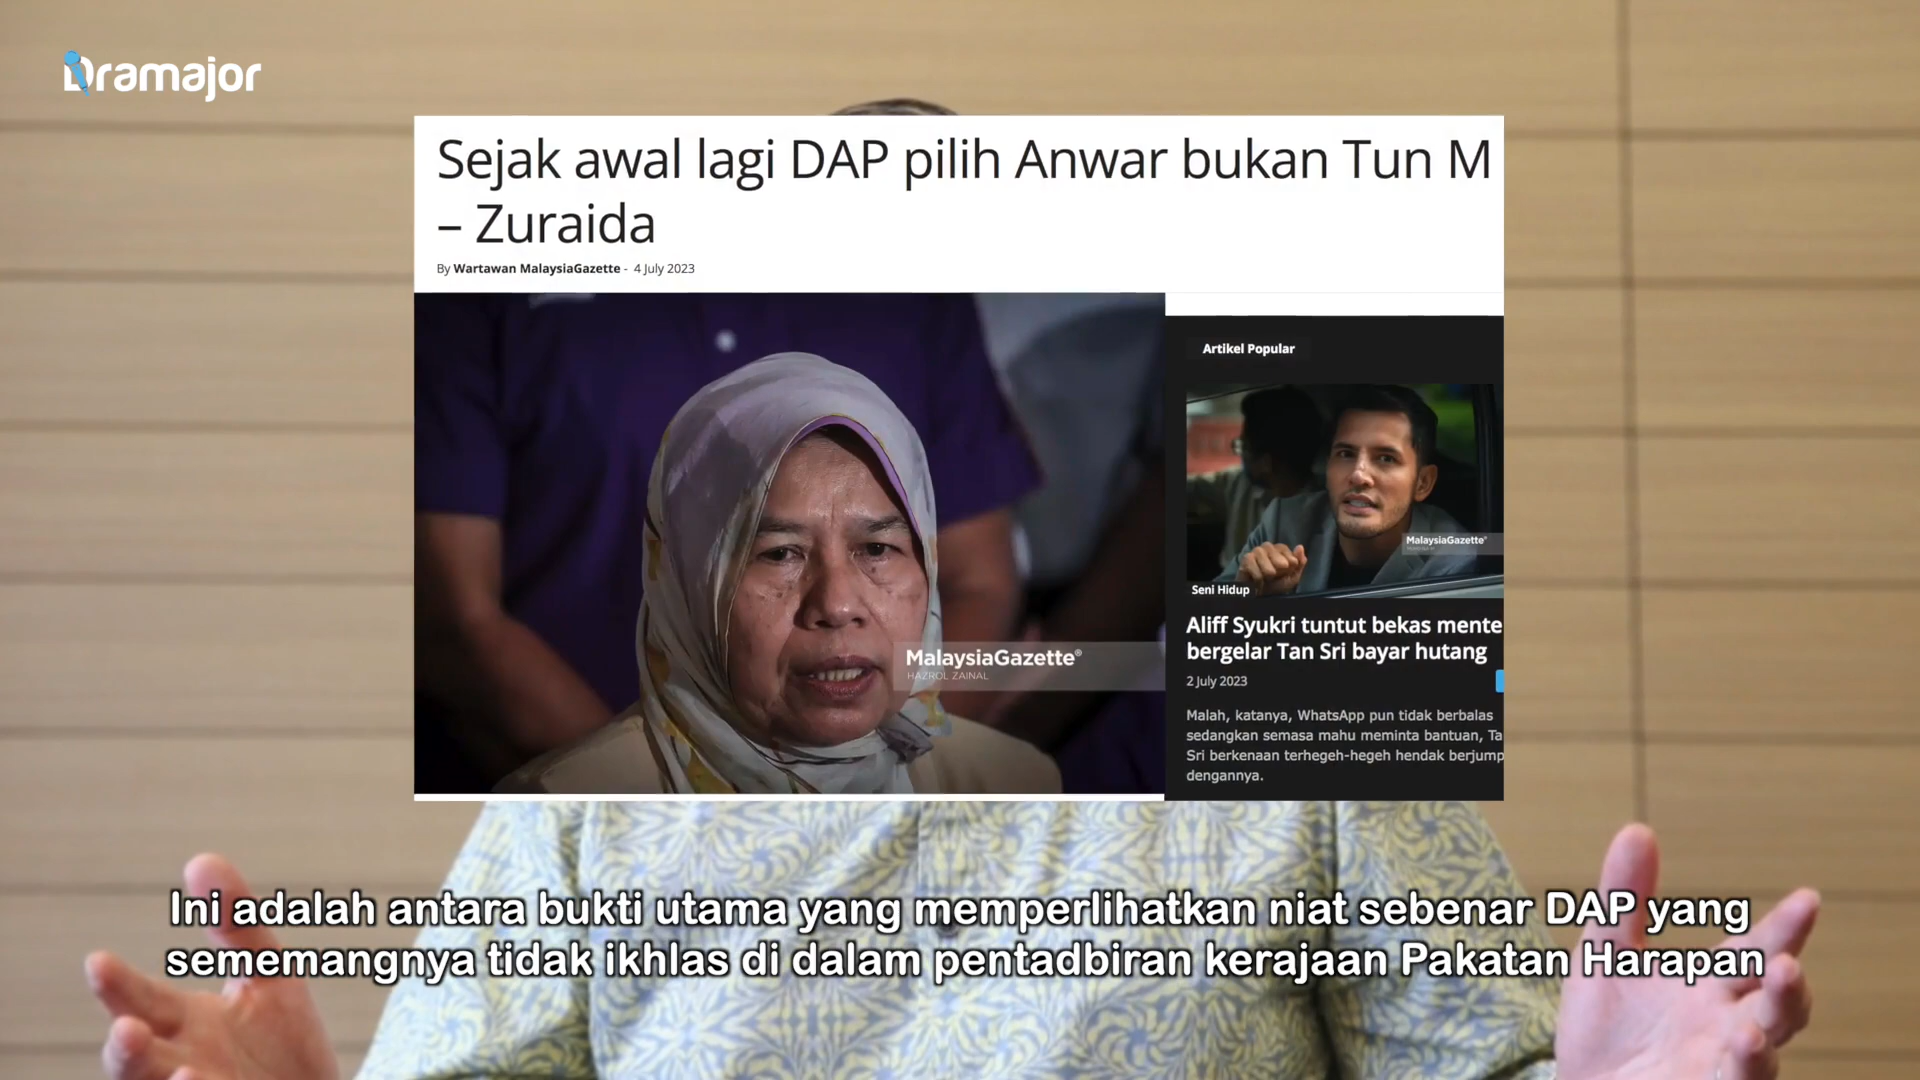 Dramajor
Sejak awal lagi DAP pilih Anwar bukan Tun M
– Zuraida
By Wartawan MalaysiaGazette - 4 July 2023
Artikel Popular
MalaysiaGazette®
Seni Hidup
Aliff Syukri tuntut bekas mente
bergelar Tan Sri bayar hutang
2 July 2023
Malah, katanya, WhatsApp pun tidak berbalas
sedangkan semasa mahu meminta bantuan, Ta
Sri berkenaan terhegeh-hegeh hendak berjump
dengannya.
MalaysiaGazette®
HAZROL ZAINAL
Ini adalah antara bukti utama yang memperlihatkan niat sebenar DAP yang
sememangnya tidak ikhlas di dalam pentadbiran kerajaan Pakatan Harapan